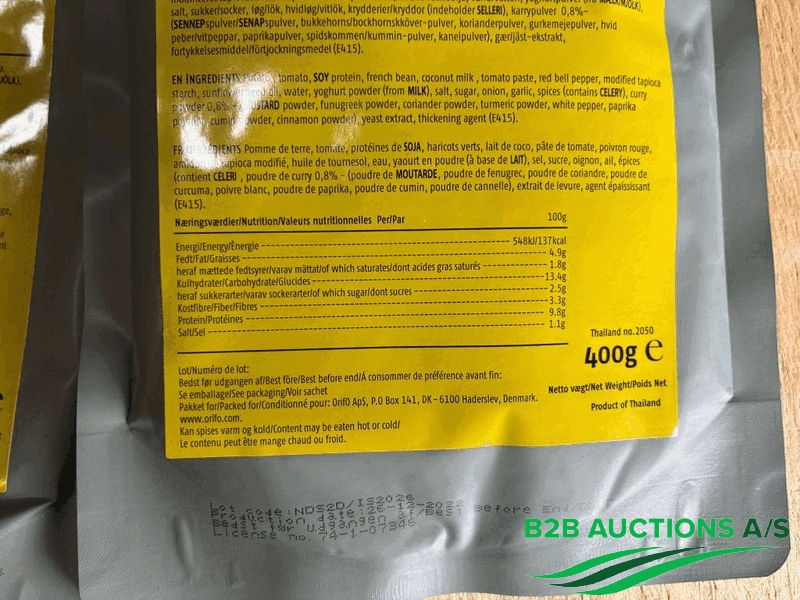 salt, sukker/socker, løg/lök, hvidløg/vitlök, krydderier/kryddor (indeholder SELLERI), karrypulver 0,8%-
(SENNEPspulver/SENAPspulver, bukkehorns/bockhornskköver-pulver, korianderpulver, gurkemejepulver, hvid
peber/vitpeppar, paprikapulver, spidskommen/kummin-pulver, kanelpulver), gær/jäst-ekstrakt,
fortykkelsesmiddel/förtjockningsmedel (E415).
EN INGREDIENTS Potato, tomato, SOY protein, french bean, coconut milk , tomato paste, red bell pepper, modified tapioca
starch, sunflower seed oil, water, yoghurt powder (from MILK), salt, sugar, onion, garlic, spices (contains CELERY), curry
powder 0,8% - MUSTARD powder, funugreek powder, coriander powder, turmeric powder, white pepper, paprika
cumin powder, cinnamon powder), yeast extract, thickening agent (E415).
FR INGRÉDIENTS Pomme de terre, tomate, protéines de SOJA, haricots verts, lait de coco, pâte de tomate, poivron rouge,
tapioca modifié, huile de tournesol, eau, yaourt en poudre (à base de LAIT), sel, sucre, oignon, ail, épices
(contient CÉLERI , poivre de curry 0,8% - (poudre de MOUTARDE, poudre de fenugrec, poudre de coriandre, poudre de
curcuma, poivre blanc, poudre de paprika, poudre de cumin, poudre de cannelle), extrait de levure, agent épaississant
(E415).
Næringsværdier/Nutrition/Valeurs nutritionnelles Per/Par 100g
Energi/Energy/Ènergie 548kJ/137kcal
Fedt/Fat/Graisses 4.9g
heraf mættede fedtsyrer/varav mättat/of which saturates/dont acides gras saturés 1.8g
Kulhydrater/Carbohydrate/Glucides 13.4g
heraf sukkerarter/varav sockerarter/of which sugar/dont sucres 2.5g
Kostfibre/Fiber/Fibres 3.3g
Protein/Protéines 9.8g
Salt/Sel 1.1g
Thailand no.2050
400g e
Netto vægt/Net Weight/Poids Net
Product of Thailand
Lot/Numéro de lot:
Bedst før udgangen af/Best före/Best before end/Á consommer de préférence avant fin:
Se emballage/See packaging/Voir sachet
Pakket for/Packed for/Conditionné pour: Orifo ApS, P.O Box 141, DK – 6100 Haderslev, Denmark.
www.orifo.com.
Kan spises varm og kold/Content may be eaten hot or cold/
Le contenu peut être mange chaud ou froid.
B2B AUCTIONS A/S